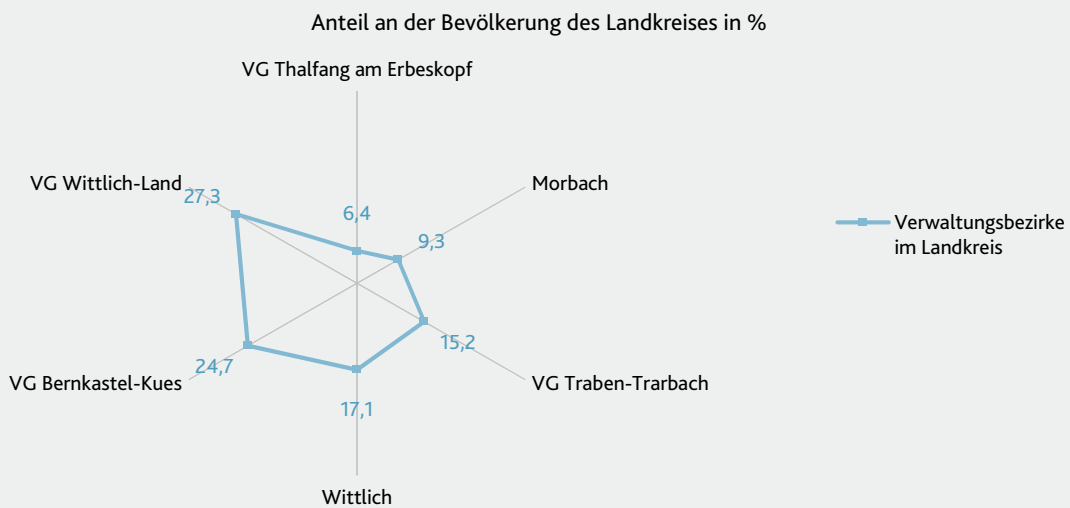 Anteil an der Bevölkerung des Landkreises in %
VG Thalfang am Erbeskopf
VG Wittlich-Land
27,3
6,4
Morbach
9,3
Verwaltungsbezirke
im Landkreis
15,2
VG Bernkastel-Kues
24,7
VG Traben-Trarbach
17,1
Wittlich